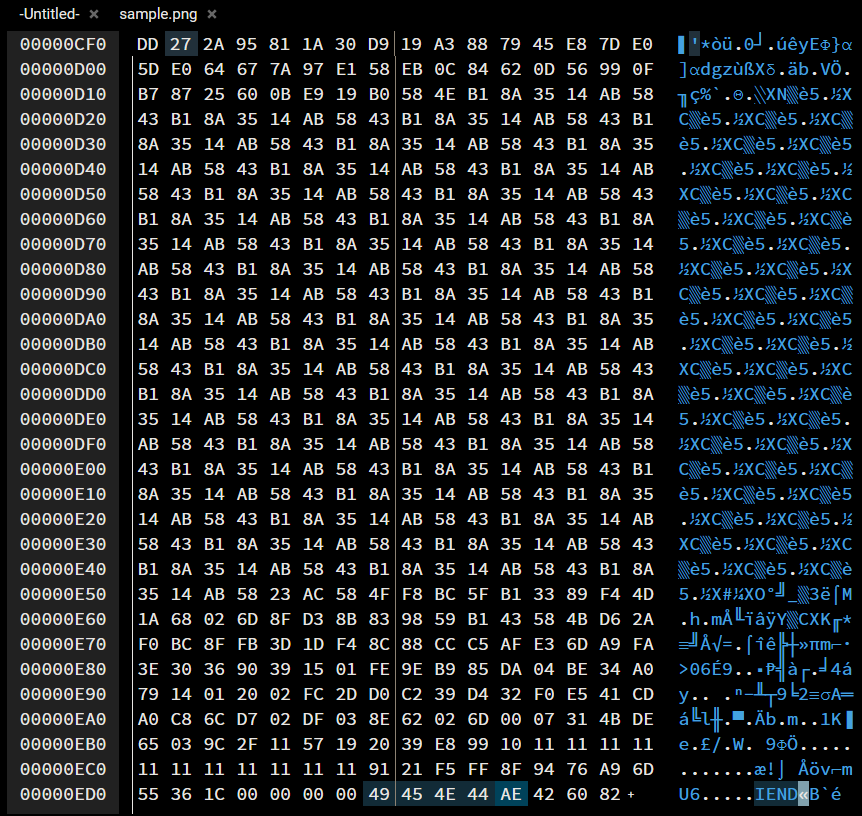 -Untitled- × sample.png ×
00000CF0 DD 27 2A 95 81 1A 30 D9 19 A3 88 79 45 E8 7D E0 ▌'*òü.0┘.úêyEΦ}α
00000D00 5D E0 64 67 7A 97 E1 58 EB 0C 84 62 0D 56 99 0F ]αdgzùßXδ.äb.VÖ.
00000D10 B7 87 25 60 0B E9 19 B0 58 4E B1 8A 35 14 AB 58 ╖ç%`.Θ.░XN▒è5.½X
00000D20 43 B1 8A 35 14 AB 58 43 B1 8A 35 14 AB 58 43 B1 C▒è5.½XC▒è5.½XC▒
00000D30 8A 35 14 AB 58 43 B1 8A 35 14 AB 58 43 B1 8A 35 è5.½XC▒è5.½XC▒è5
00000D40 14 AB 58 43 B1 8A 35 14 AB 58 43 B1 8A 35 14 AB .½XC▒è5.½XC▒è5.½
00000D50 58 43 B1 8A 35 14 AB 58 43 B1 8A 35 14 AB 58 43 XC▒è5.½XC▒è5.½XC
00000D60 B1 8A 35 14 AB 58 43 B1 8A 35 14 AB 58 43 B1 8A ▒è5.½XC▒è5.½XC▒è
00000D70 35 14 AB 58 43 B1 8A 35 14 AB 58 43 B1 8A 35 14 5.½XC▒è5.½XC▒è5.
00000D80 AB 58 43 B1 8A 35 14 AB 58 43 B1 8A 35 14 AB 58 ½XC▒è5.½XC▒è5.½X
00000D90 43 B1 8A 35 14 AB 58 43 B1 8A 35 14 AB 58 43 B1 C▒è5.½XC▒è5.½XC▒
00000DA0 8A 35 14 AB 58 43 B1 8A 35 14 AB 58 43 B1 8A 35 è5.½XC▒è5.½XC▒è5
00000DB0 14 AB 58 43 B1 8A 35 14 AB 58 43 B1 8A 35 14 AB .½XC▒è5.½XC▒è5.½
00000DC0 58 43 B1 8A 35 14 AB 58 43 B1 8A 35 14 AB 58 43 XC▒è5.½XC▒è5.½XC
00000DD0 B1 8A 35 14 AB 58 43 B1 8A 35 14 AB 58 43 B1 8A ▒è5.½XC▒è5.½XC▒è
00000DE0 35 14 AB 58 43 B1 8A 35 14 AB 58 43 B1 8A 35 14 5.½XC▒è5.½XC▒è5.
00000DF0 AB 58 43 B1 8A 35 14 AB 58 43 B1 8A 35 14 AB 58 ½XC▒è5.½XC▒è5.½X
00000E00 43 B1 8A 35 14 AB 58 43 B1 8A 35 14 AB 58 43 B1 C▒è5.½XC▒è5.½XC▒
00000E10 8A 35 14 AB 58 43 B1 8A 35 14 AB 58 43 B1 8A 35 è5.½XC▒è5.½XC▒è5
00000E20 14 AB 58 43 B1 8A 35 14 AB 58 43 B1 8A 35 14 AB .½XC▒è5.½XC▒è5.½
00000E30 58 43 B1 8A 35 14 AB 58 43 B1 8A 35 14 AB 58 43 XC▒è5.½XC▒è5.½XC
00000E40 B1 8A 35 14 AB 58 43 B1 8A 35 14 AB 58 43 B1 8A ▒è5.½XC▒è5.½XC▒è
00000E50 35 14 AB 58 23 AC 58 4F F8 BC 5F B1 33 89 F4 4D 5.½X#¼XO°╝_▒3ë⌠M
00000E60 1A 68 02 6D 8F D3 8B 83 98 59 B1 43 58 4B D6 2A .h.mÅ╙ïâÿY▒CXK╓*
00000E70 F0 BC 8F FB 3D 1D F4 8C 88 CC C5 AF E3 6D A9 FA ≡╝Å√=.⌠îê╠┼»πm⌐·
00000E80 3E 30 36 90 39 15 01 FE 9E B9 85 DA 04 BE 34 A0 >06É9..■₧╣à┌.╛4á
00000E90 79 14 01 20 02 FC 2D D0 C2 39 D4 32 F0 E5 41 CD y.. .ⁿ-╨┬9╘2≡σA═
00000EA0 A0 C8 6C D7 02 DF 03 8E 62 02 6D 00 07 31 4B DE á╚l╫.▀.Äb.m..1K▐
00000EB0 65 03 9C 2F 11 57 19 20 39 E8 99 10 11 11 11 11 e.£/.W. 9ΦÖ.....
00000EC0 11 11 11 11 11 11 11 91 21 F5 FF 8F 94 76 A9 6D .......æ!⌡ Åöv⌐m
00000ED0 55 36 1C 00 00 00 00 49 45 4E 44 AE 42 60 82 + U6.....IEND«B`é